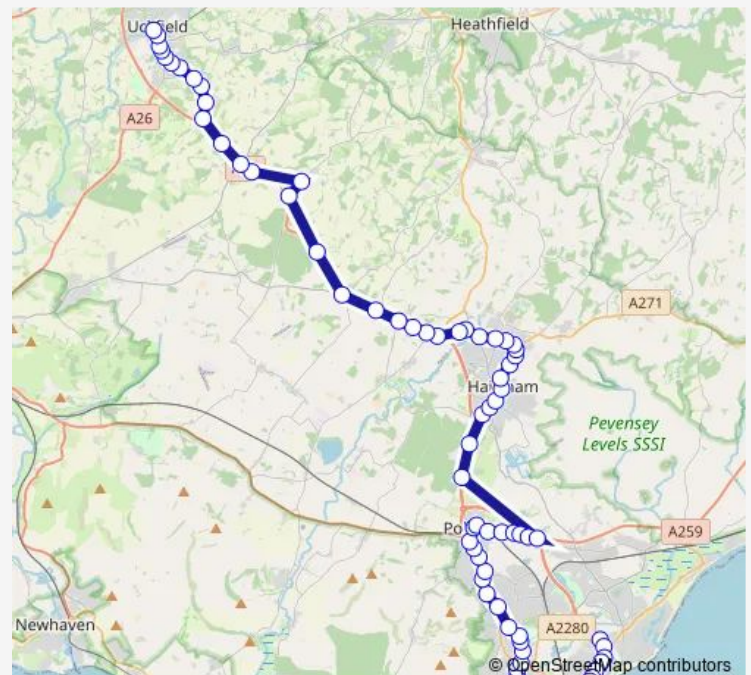 Heathfield
A26
A271
Pevensey
Levels SSSI
A259
A2280
Newhaven
© OpenStreetMap contributors